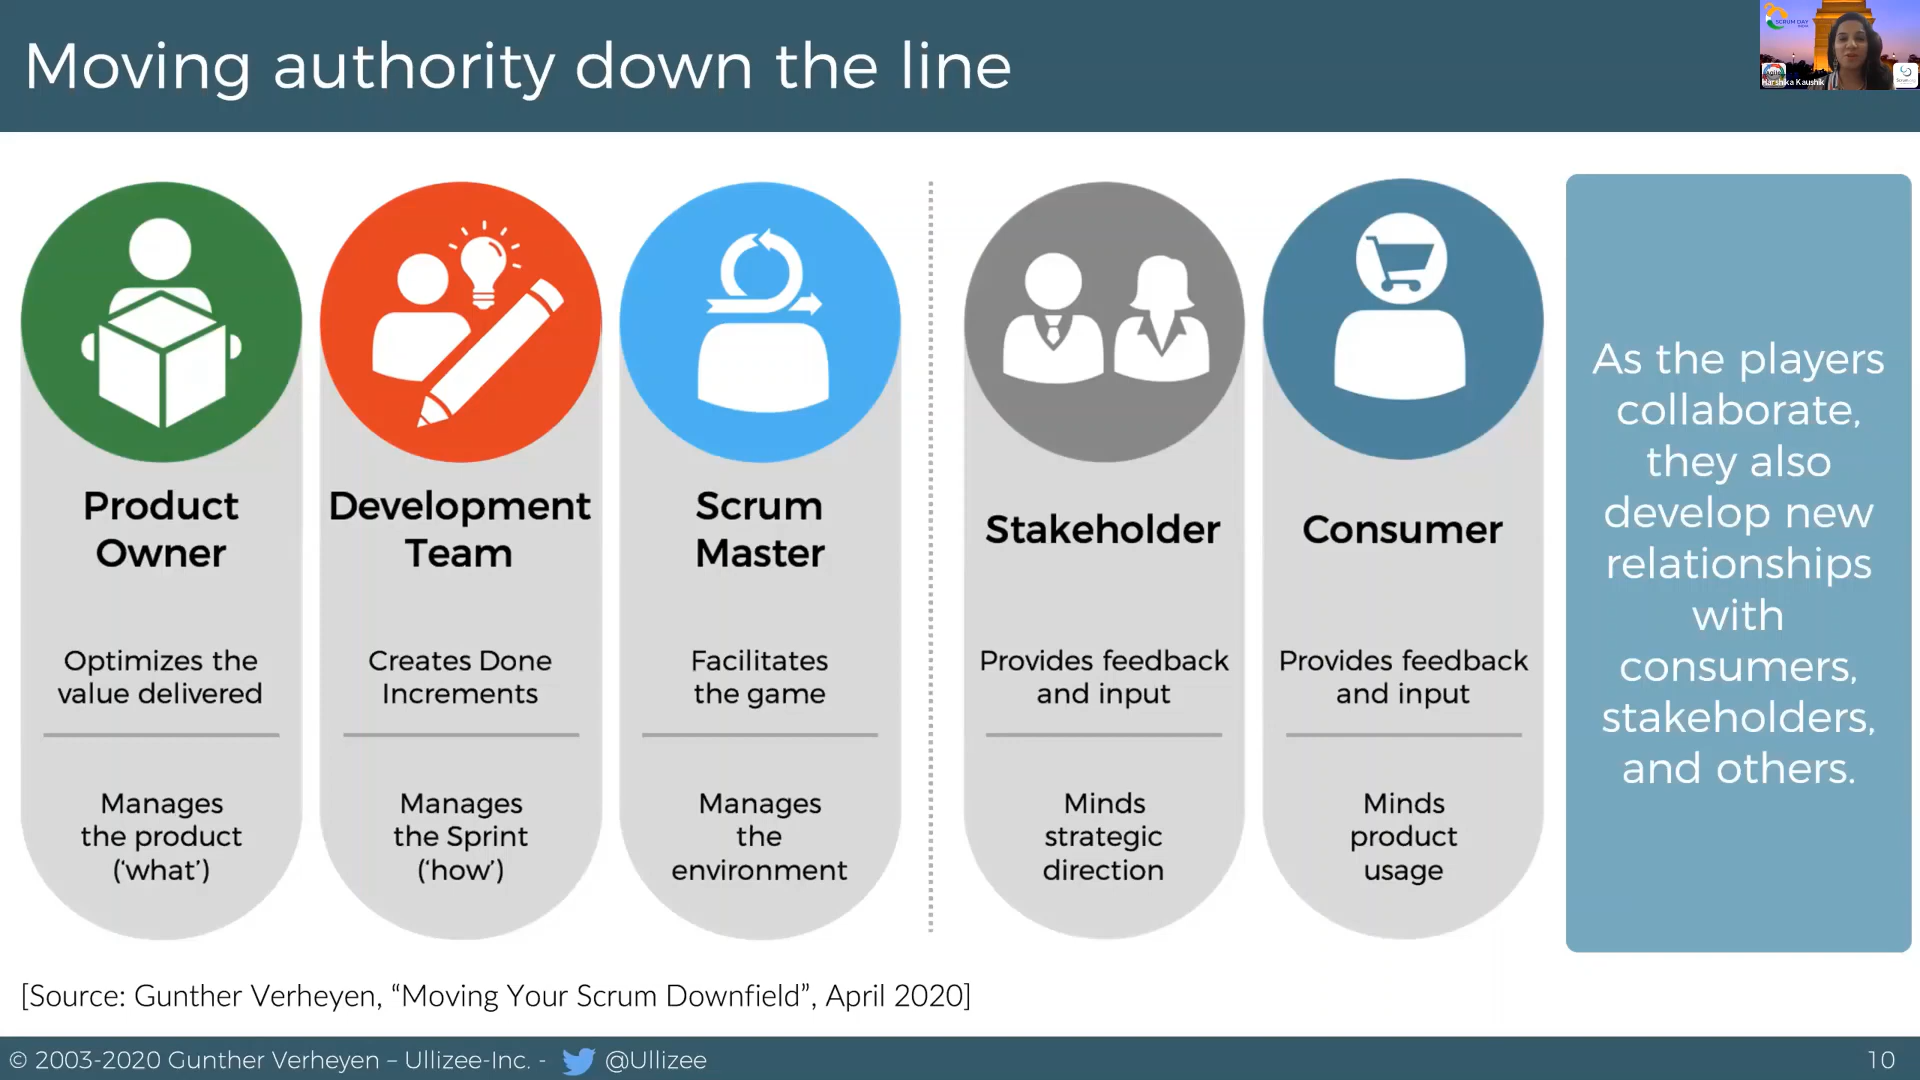 Moving authority down the line
SCRUM DAY
Harshika Kaushik
Product
Owner
Optimizes the
value delivered
Manages
the product
(‘what’)
Development
Team
Creates Done
Increments
Manages
the Sprint
(‘how’)
Scrum
Master
Facilitates
the game
Manages
the
environment
Stakeholder
Provides feedback
and input
Minds
strategic
direction
Consumer
Provides feedback
and input
Minds
product
usage
As the players
collaborate,
they also
develop new
relationships
with
consumers,
stakeholders,
and others.
[Source: Gunther Verheyen, “Moving Your Scrum Downfield”, April 2020]
© 2003-2020 Gunther Verheyen – Ullizee-Inc. - @Ullizee
10